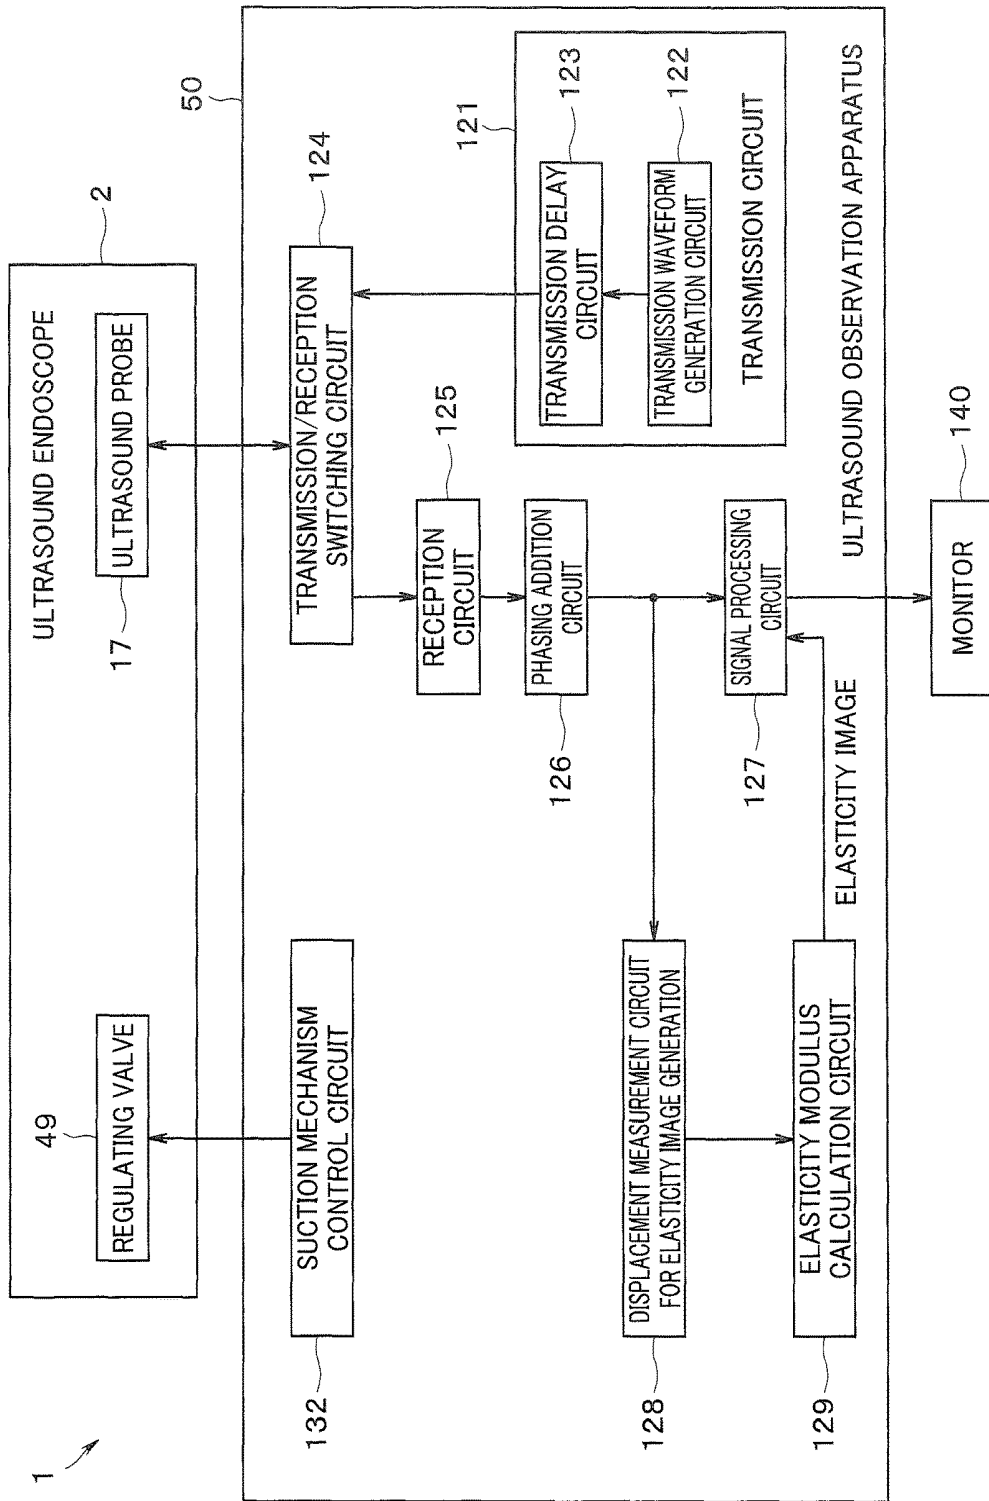 1
ULTRASOUND ENDOSCOPE
2
49
REGULATING VALVE
17
ULTRASOUND PROBE
50
132
SUCTION MECHANISM
CONTROL CIRCUIT
TRANSMISSION/RECEPTION
SWITCHING CIRCUIT
124
RECEPTION
CIRCUIT
125
121
TRANSMISSION DELAY
CIRCUIT
123
TRANSMISSION WAVEFORM
GENERATION CIRCUIT
122
TRANSMISSION CIRCUIT
126
PHASING ADDITION
CIRCUIT
128
DISPLACEMENT MEASUREMENT CIRCUIT
FOR ELASTICITY IMAGE GENERATION
127
SIGNAL PROCESSING
CIRCUIT
129
ELASTICITY MODULUS
CALCULATION CIRCUIT
ELASTICITY IMAGE
ULTRASOUND OBSERVATION APPARATUS
MONITOR
140